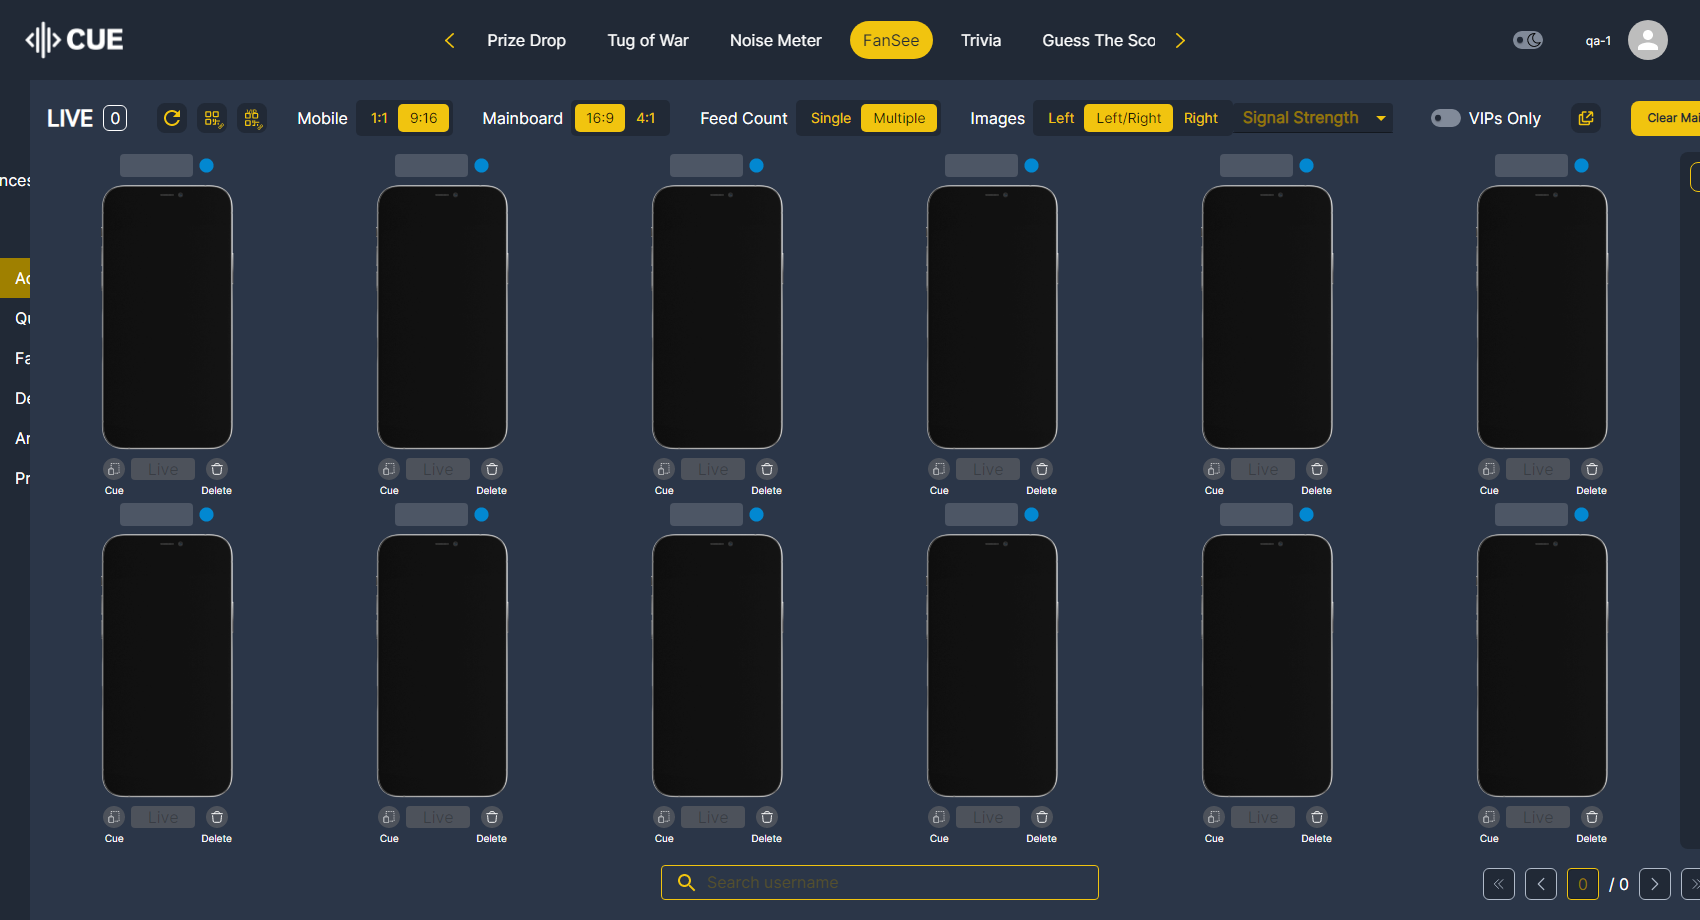 CUE
Prize Drop Tug of War Noise Meter FanSee Trivia Guess The Sco
qa-1
LIVE 0 Mobile 1:1 9:16 Mainboard 16:9 4:1 Feed Count Single Multiple Images Left Left/Right Right Signal Strength VIPs Only Clear Mai
nces
Ac
Qu
Fa
De
Ar
Pr
Live Live Live Live Live Live
Cue Delete Cue Delete Cue Delete Cue Delete Cue Delete Cue Delete
Live Live Live Live Live Live
Cue Delete Cue Delete Cue Delete Cue Delete Cue Delete Cue Delete
Search username
0 / 0